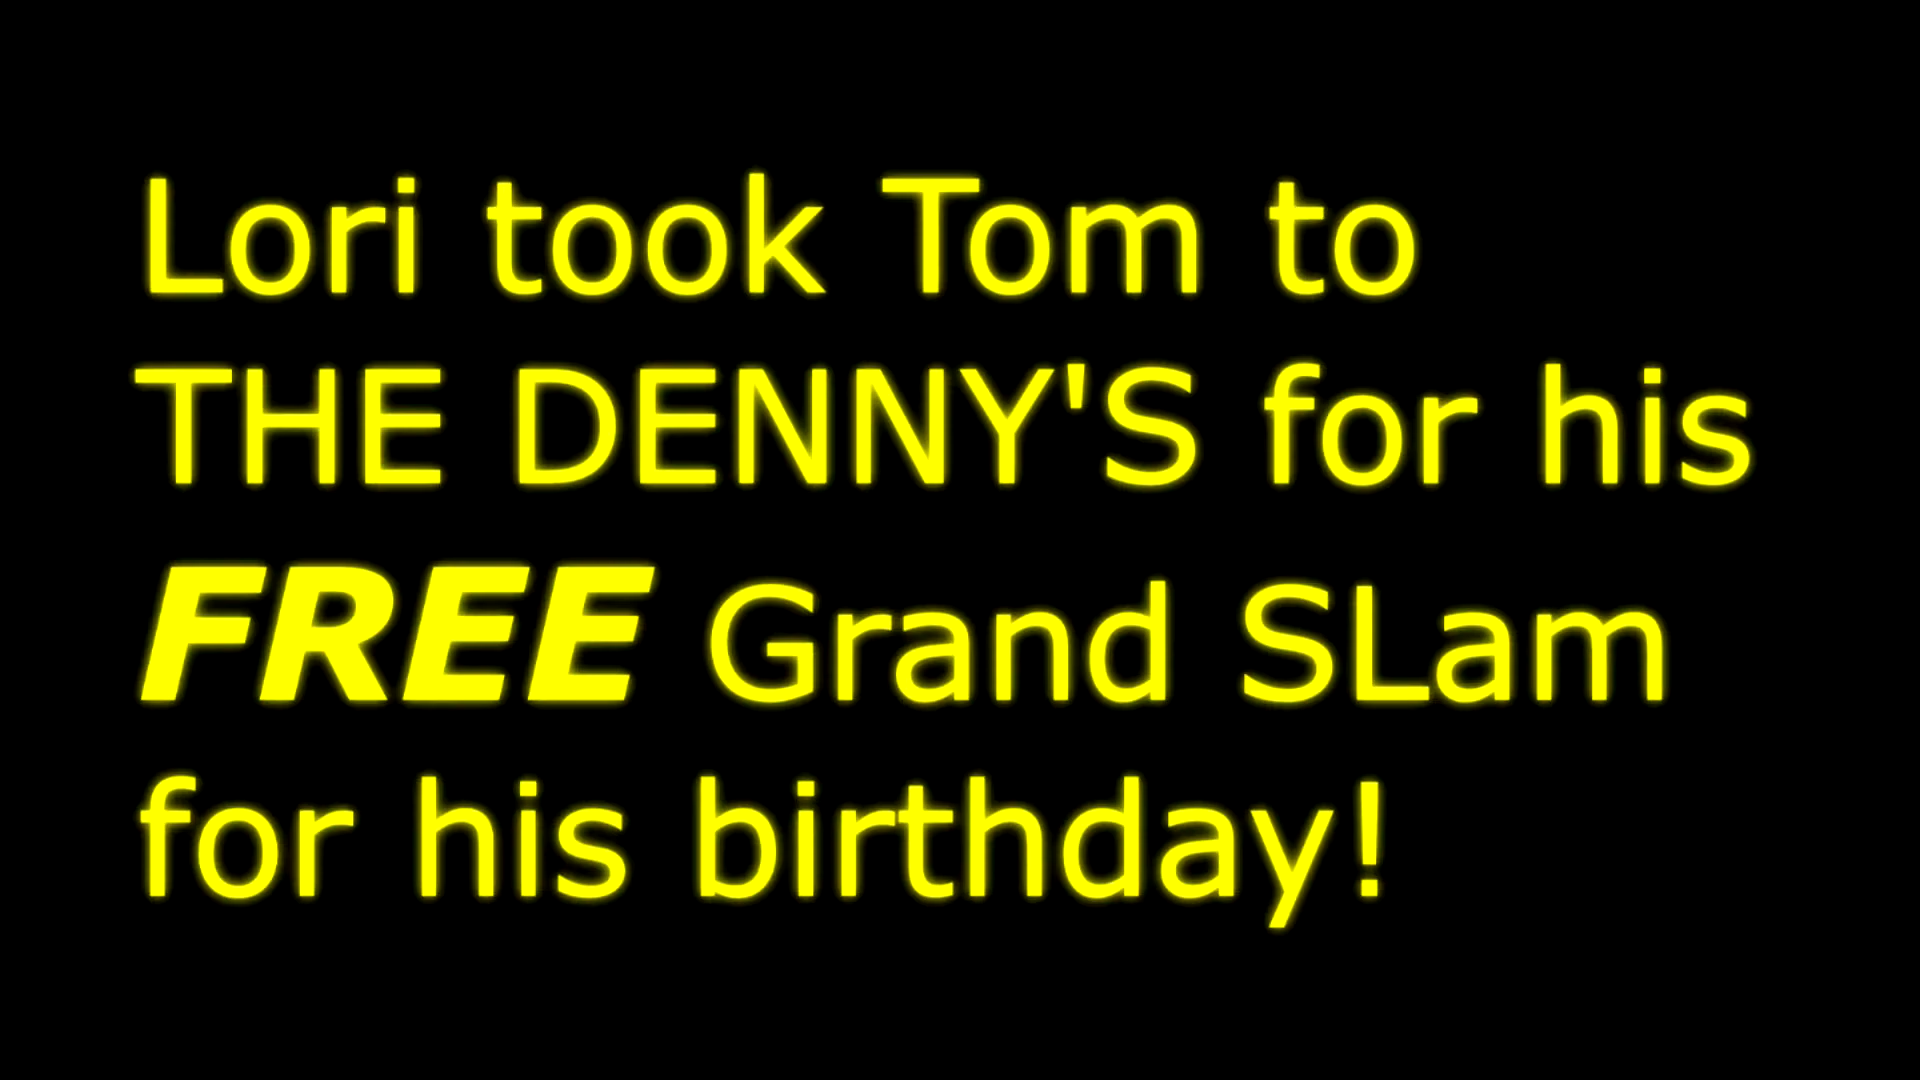 Lori took Tom to
THE DENNY'S for his
FREE Grand SLam
for his birthday!